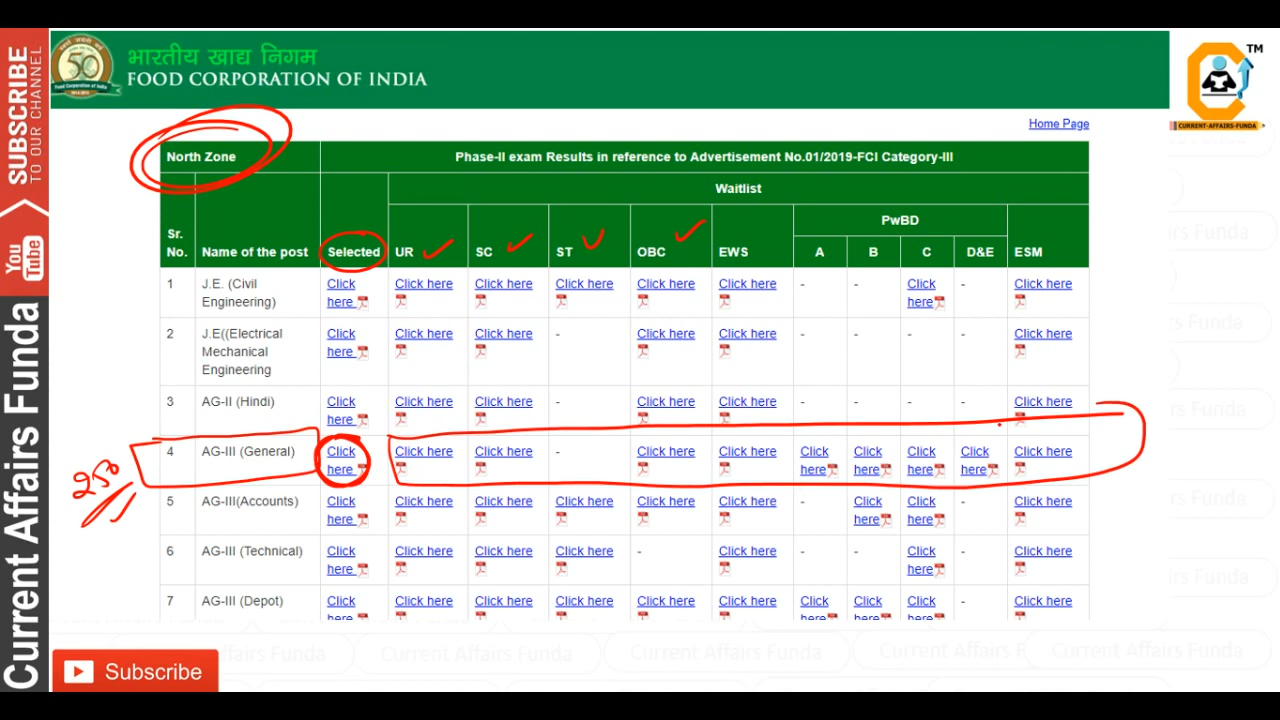 भारतीय खाद्य निगम
FOOD CORPORATION OF INDIA
TM
CURRENT-AFFAIRS-FUNDA
SUBSCRIBE
TO OUR CHANNEL
You
Tube
Current Affairs Funda
Home Page
North Zone Phase-II exam Results in reference to Advertisement No.01/2019-FCI Category-III
Waitlist
PwBD
Sr. No. Name of the post Selected UR SC ST OBC EWS A B C D&E ESM
1 J.E. (Civil Engineering) Click here Click here Click here Click here Click here Click here - - Click here - Click here
2 J.E((Electrical Mechanical Engineering Click here Click here Click here - Click here Click here - - - - Click here
3 AG-II (Hindi) Click here Click here Click here - Click here Click here - - - - Click here
4 AG-III (General) Click here Click here Click here - Click here Click here Click here Click here Click here Click here Click here
250
5 AG-III(Accounts) Click here Click here Click here Click here Click here Click here - Click here Click here - Click here
6 AG-III (Technical) Click here Click here Click here Click here - Click here - - Click here - Click here
7 AG-III (Depot) Click here Click here Click here Click here Click here Click here Click here Click here Click here - Click here
Subscribe